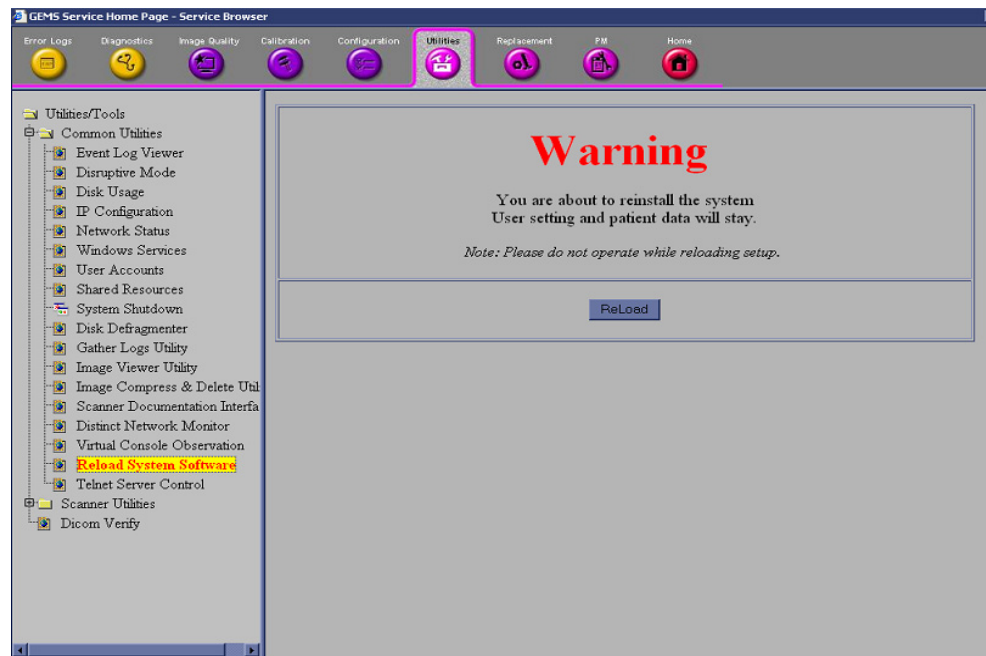 GEMS Service Home Page - Service Browser
Error Logs Diagnostics Image Quality Calibration Configuration Utilities Replacement PM Home
Utilities/Tools
Common Utilities
Event Log Viewer
Disruptive Mode
Disk Usage
IP Configuration
Network Status
Windows Services
User Accounts
Shared Resources
System Shutdown
Disk Defragmenter
Gather Logs Utility
Image Viewer Utility
Image Compress & Delete Util
Scanner Documentation Interfa
Distinct Network Monitor
Virtual Console Observation
Reload System Software
Telnet Server Control
Scanner Utilities
Dicom Verify
Warning
You are about to reinstall the system
User setting and patient data will stay.
Note: Please do not operate while reloading setup.
ReLoad